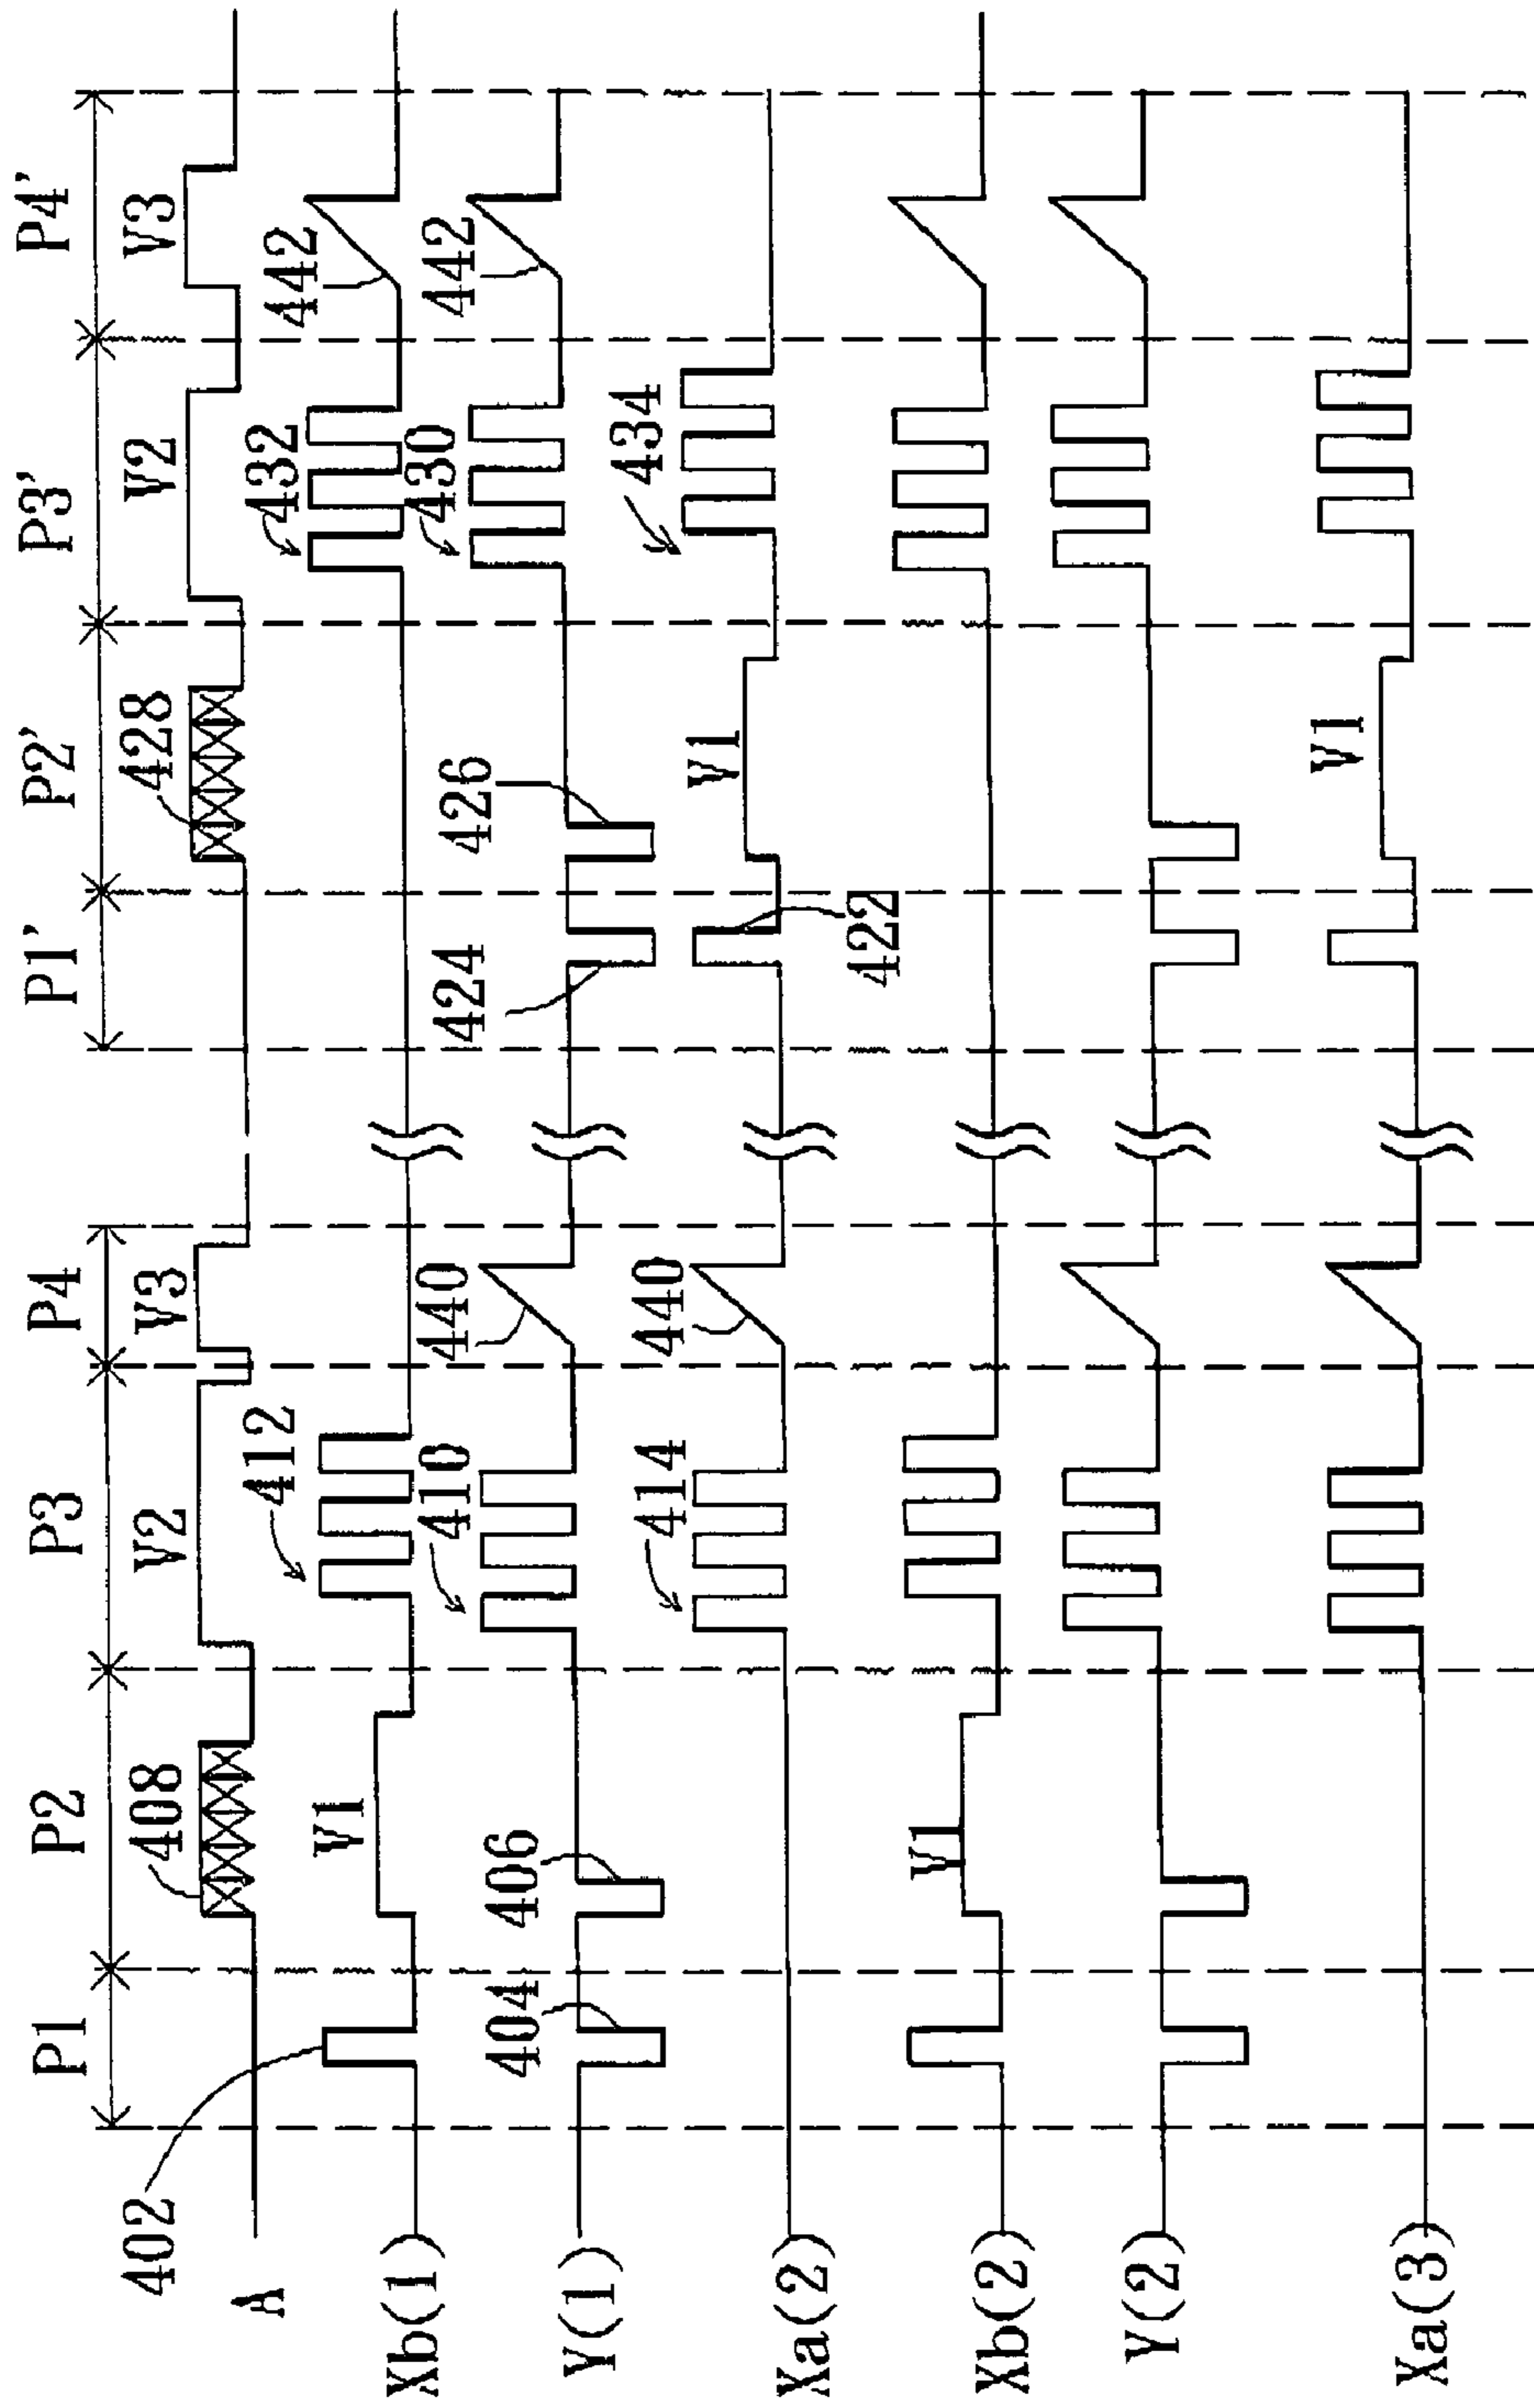 P1 P2 P3 P4 P1' P2' P3' P4'
402
A 408 V2 V3 428 V2 V3
Xb(1) V1 412 432 442
Y(1) 404 406 410 440 424 426 430 442
Xa(2) 414 440 422 V1 434
Xb(2) V1
Y(2)
Xa(3) V1